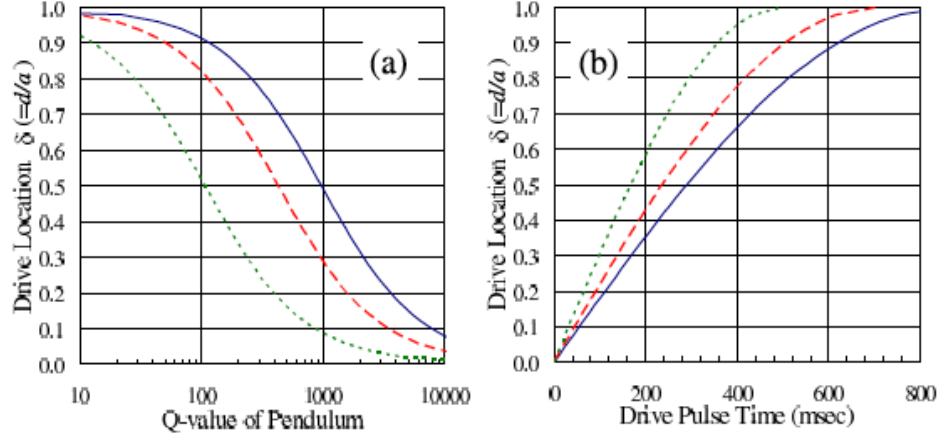 1.0
0.9
0.8
0.7
0.6
0.5
0.4
0.3
0.2
0.1
0.0
Drive Location δ (=d/a)
(a)
10 100 1000 10000
Q-value of Pendulum
1.0
0.9
0.8
0.7
0.6
0.5
0.4
0.3
0.2
0.1
0.0
Drive Location δ (=d/a)
(b)
0 200 400 600 800
Drive Pulse Time (msec)